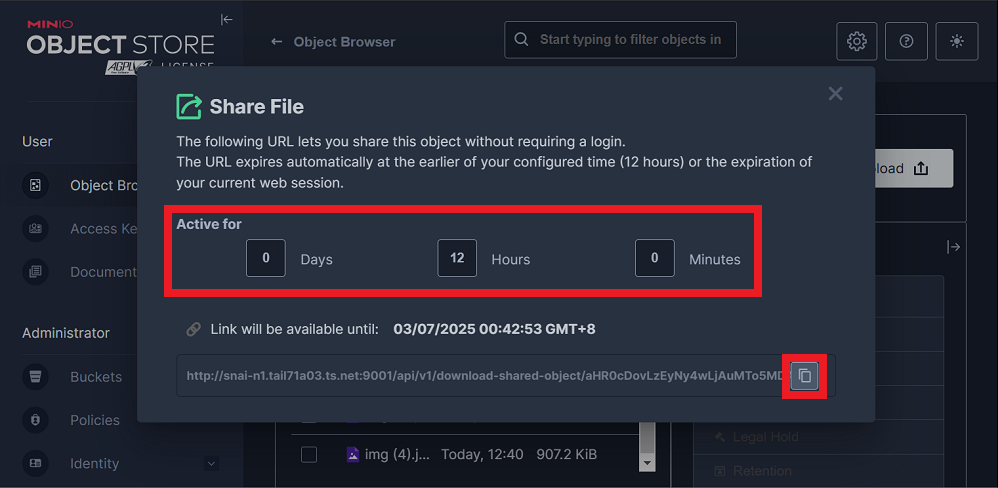 MINIO
OBJECT STORE
AGPLv3 LICENSE
Object Browser
Start typing to filter objects in
Share File
The following URL lets you share this object without requiring a login.
The URL expires automatically at the earlier of your configured time (12 hours) or the expiration of
your current web session.
User
Object Bro
Access Ke
Document
Administrator
Buckets
Policies
Identity
load
Active for
0 Days 12 Hours 0 Minutes
Link will be available until: 03/07/2025 00:42:53 GMT+8
http://snai-n1.tail71a03.ts.net:9001/api/v1/download-shared-object/aHR0cDovLzEyNy4wLjAuMTo5MD
img (4).j... Today, 12:40 907.2 KiB
Legal Hold
Retention